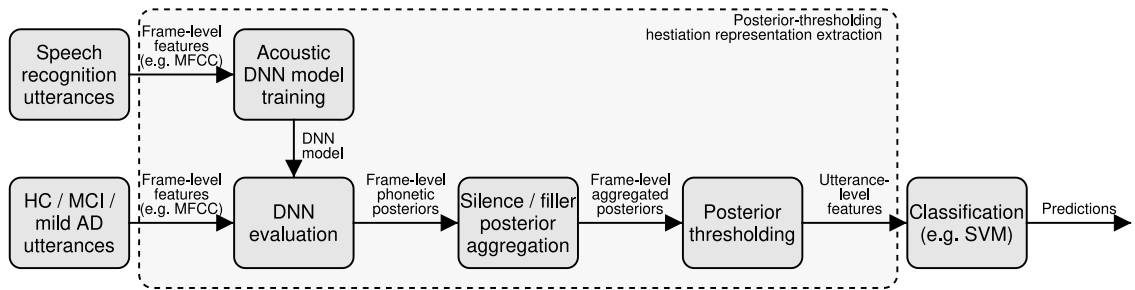 Posterior-thresholding
hestiation representation extraction
Speech
recognition
utterances
Frame-level
features
(e.g. MFCC)
Acoustic
DNN model
training
DNN
model
HC / MCI /
mild AD
utterances
Frame-level
features
(e.g. MFCC)
DNN
evaluation
Frame-level
phonetic
posteriors
Silence / filler
posterior
aggregation
Frame-level
aggregated
posteriors
Posterior
thresholding
Utterance-
level
features
Classification
(e.g. SVM)
Predictions